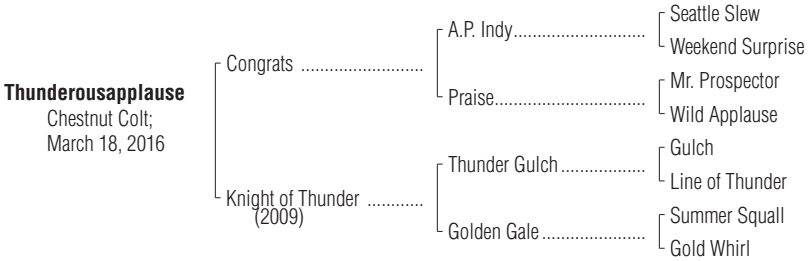 Seattle Slew
A.P. Indy..............................
Weekend Surprise
Congrats ............................
Mr. Prospector
Praise...................................
Wild Applause
Thunderousapplause
Chestnut Colt;
March 18, 2016
Gulch
Thunder Gulch ....................
Line of Thunder
Knight of Thunder .............
(2009)
Summer Squall
Golden Gale........................
Gold Whirl